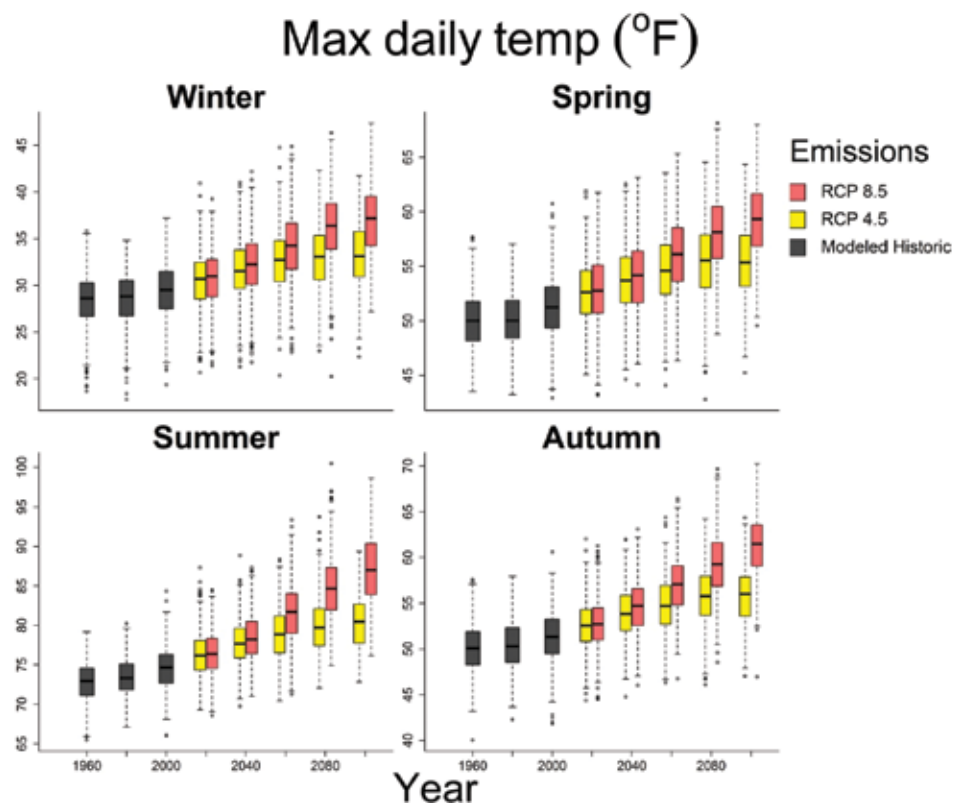 Max daily temp (°F)
Winter
Spring
45
40
35
30
25
20
65
60
55
50
45
Emissions
RCP 8.5
RCP 4.5
Modeled Historic
Summer
Autumn
100
95
90
85
80
75
70
65
70
65
60
55
50
45
40
1960 2000 2040 2080
1960 2000 2040 2080
Year